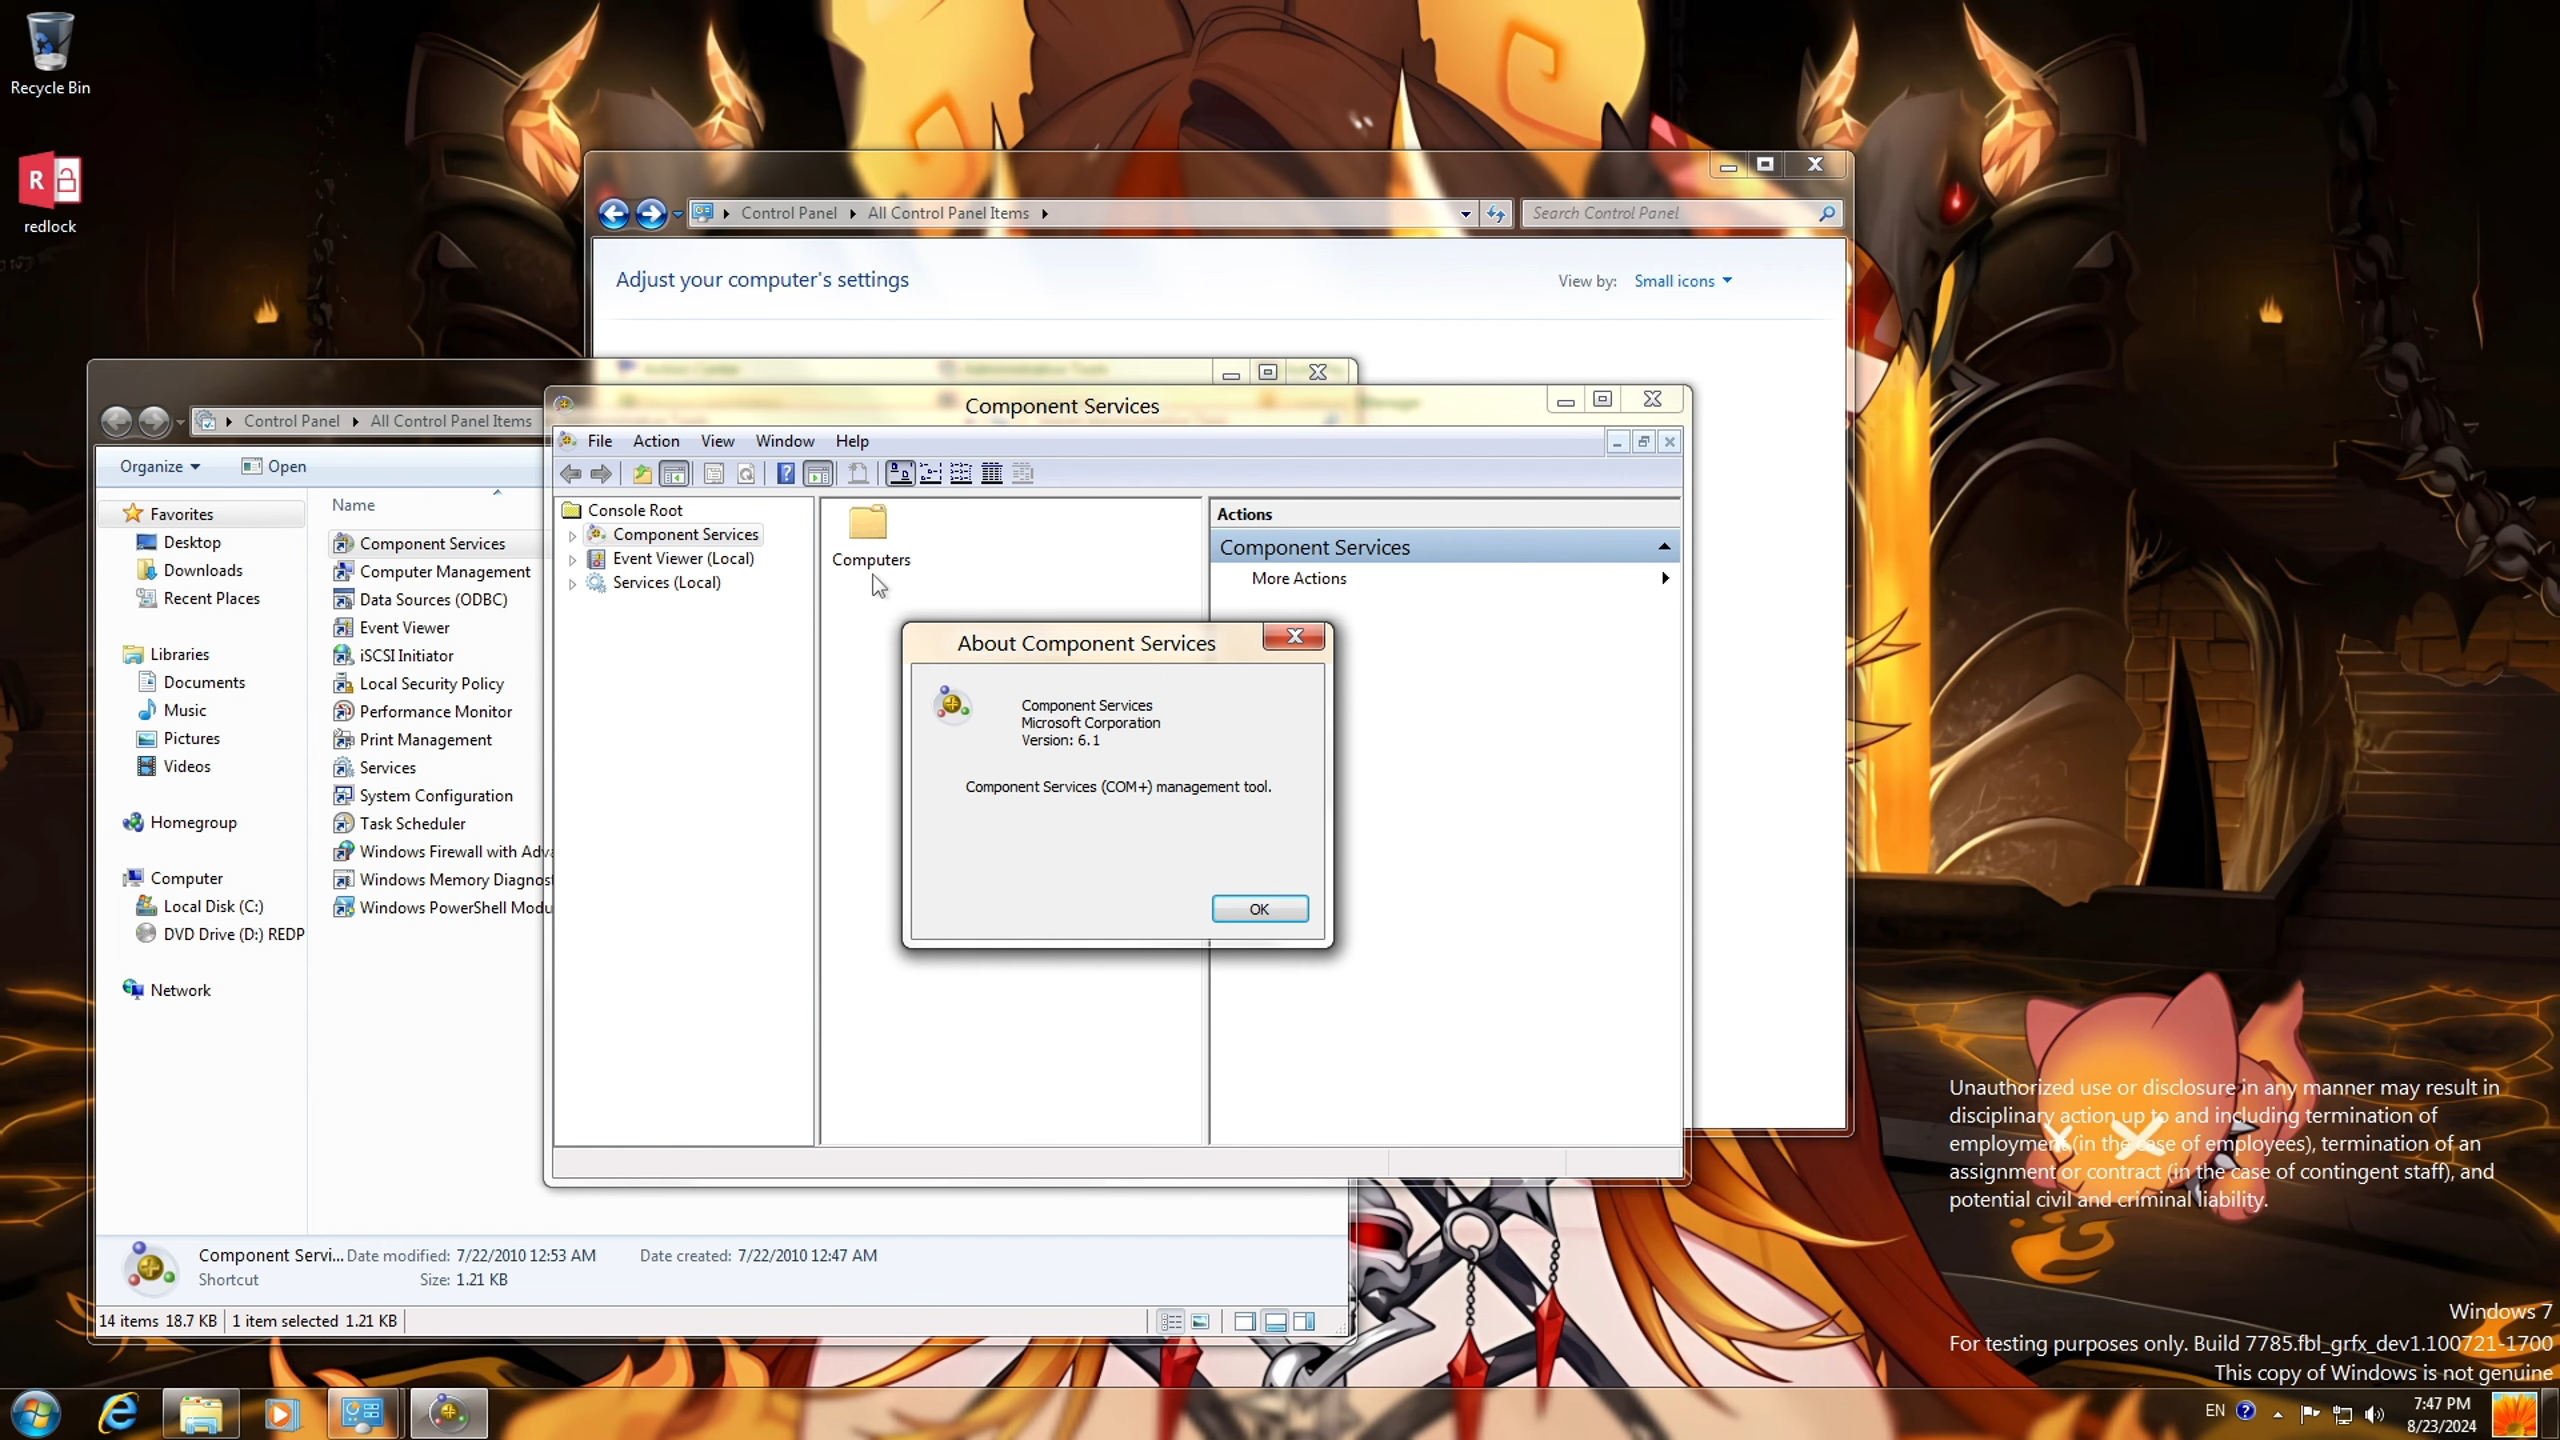 Recycle Bin
R
redlock
Control Panel
All Control Panel Items
Search Control Panel
Adjust your computer's settings
View by:
Small icons
Control Panel
All Control Panel Items
Organize
Open
Favorites
Desktop
Downloads
Recent Places
Libraries
Documents
Music
Pictures
Videos
Homegroup
Computer
Local Disk (C:)
DVD Drive (D:) REDP
Network
Name
Component Services
Computer Management
Data Sources (ODBC)
Event Viewer
iSCSI Initiator
Local Security Policy
Performance Monitor
Print Management
Services
System Configuration
Task Scheduler
Windows Firewall with Adva
Windows Memory Diagnost
Windows PowerShell Modu
Component Servi...
Date modified: 7/22/2010 12:53 AM
Date created: 7/22/2010 12:47 AM
Shortcut
Size: 1.21 KB
14 items 18.7 KB
1 item selected 1.21 KB
Component Services
File Action View Window Help
Console Root
Component Services
Event Viewer (Local)
Services (Local)
Computers
Actions
Component Services
More Actions
About Component Services
Component Services
Microsoft Corporation
Version: 6.1
Component Services (COM+) management tool.
OK
Unauthorized use or disclosure in any manner may result in
disciplinary action up to and including termination of
employment (in the case of employees), termination of an
assignment or contract (in the case of contingent staff), and
potential civil and criminal liability.
Windows 7
For testing purposes only. Build 7785.fbl_grfx_dev1.100721-1700
This copy of Windows is not genuine
EN
7:47 PM
8/23/2024